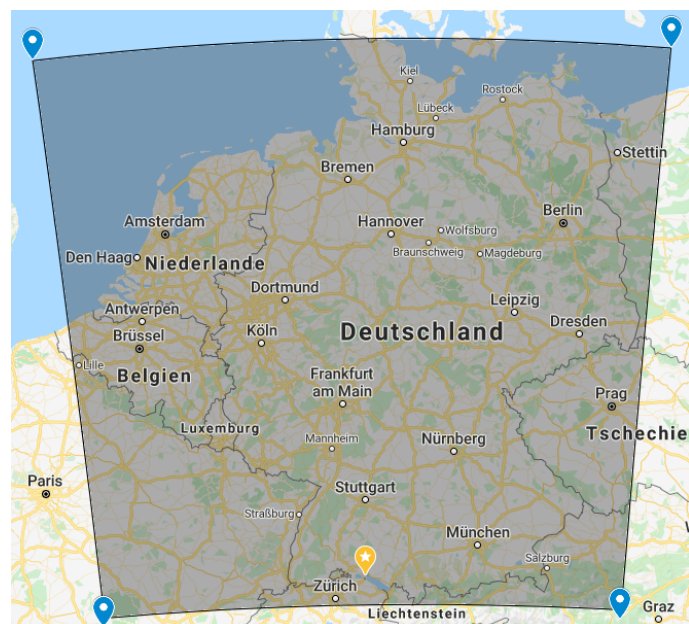 Kiel
Rostock
Lübeck
Hamburg
Stettin
Bremen
Amsterdam
Hannover
Wolfsburg
Berlin
Braunschweig
Magdeburg
Den Haag
Niederlande
Dortmund
Leipzig
Antwerpen
Dresden
Brüssel
Köln
Deutschland
Lille
Belgien
Frankfurt
am Main
Prag
Luxemburg
Mannheim
Nürnberg
Tschechie
Paris
Stuttgart
Straßburg
München
Salzburg
Zürich
Liechtenstein
Graz